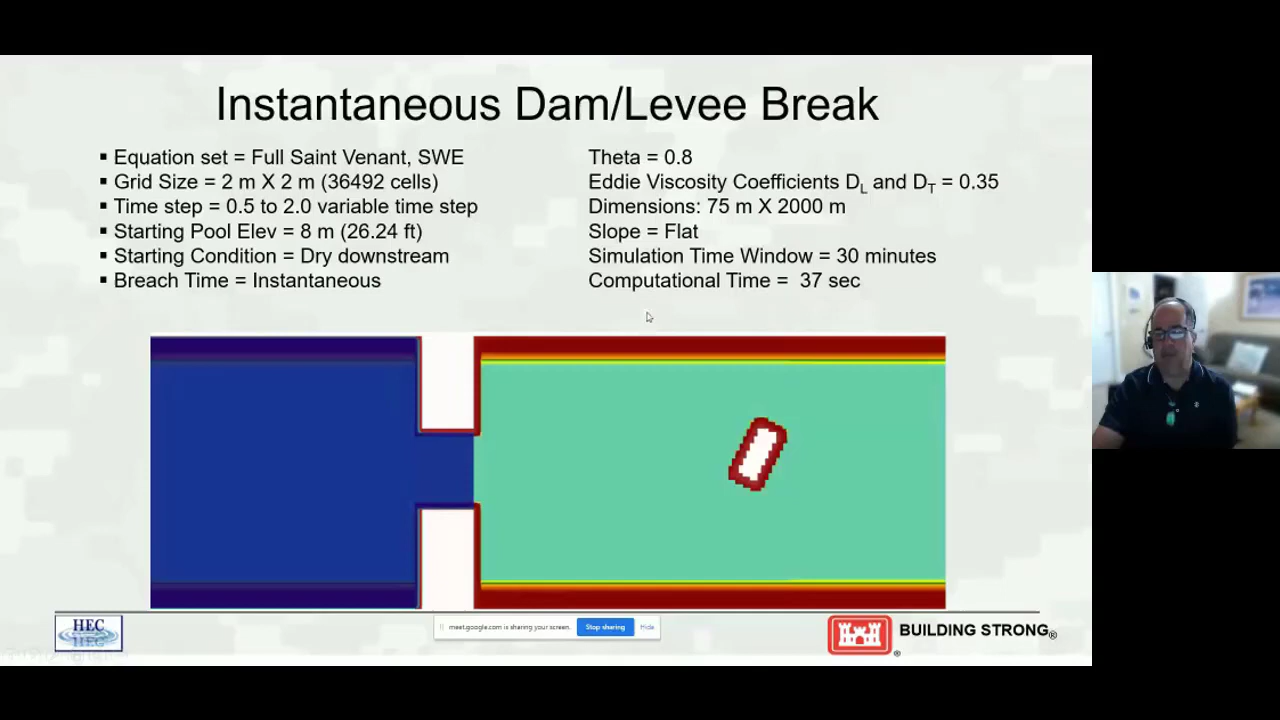 Instantaneous Dam/Levee Break
▪ Equation set = Full Saint Venant, SWE
▪ Grid Size = 2 m X 2 m (36492 cells)
▪ Time step = 0.5 to 2.0 variable time step
▪ Starting Pool Elev = 8 m (26.24 ft)
▪ Starting Condition = Dry downstream
▪ Breach Time = Instantaneous
Theta = 0.8
Eddie Viscosity Coefficients DL and DT = 0.35
Dimensions: 75 m X 2000 m
Slope = Flat
Simulation Time Window = 30 minutes
Computational Time = 37 sec
HEC
meet.google.com is sharing your screen. Stop sharing Hide
BUILDING STRONG®
®